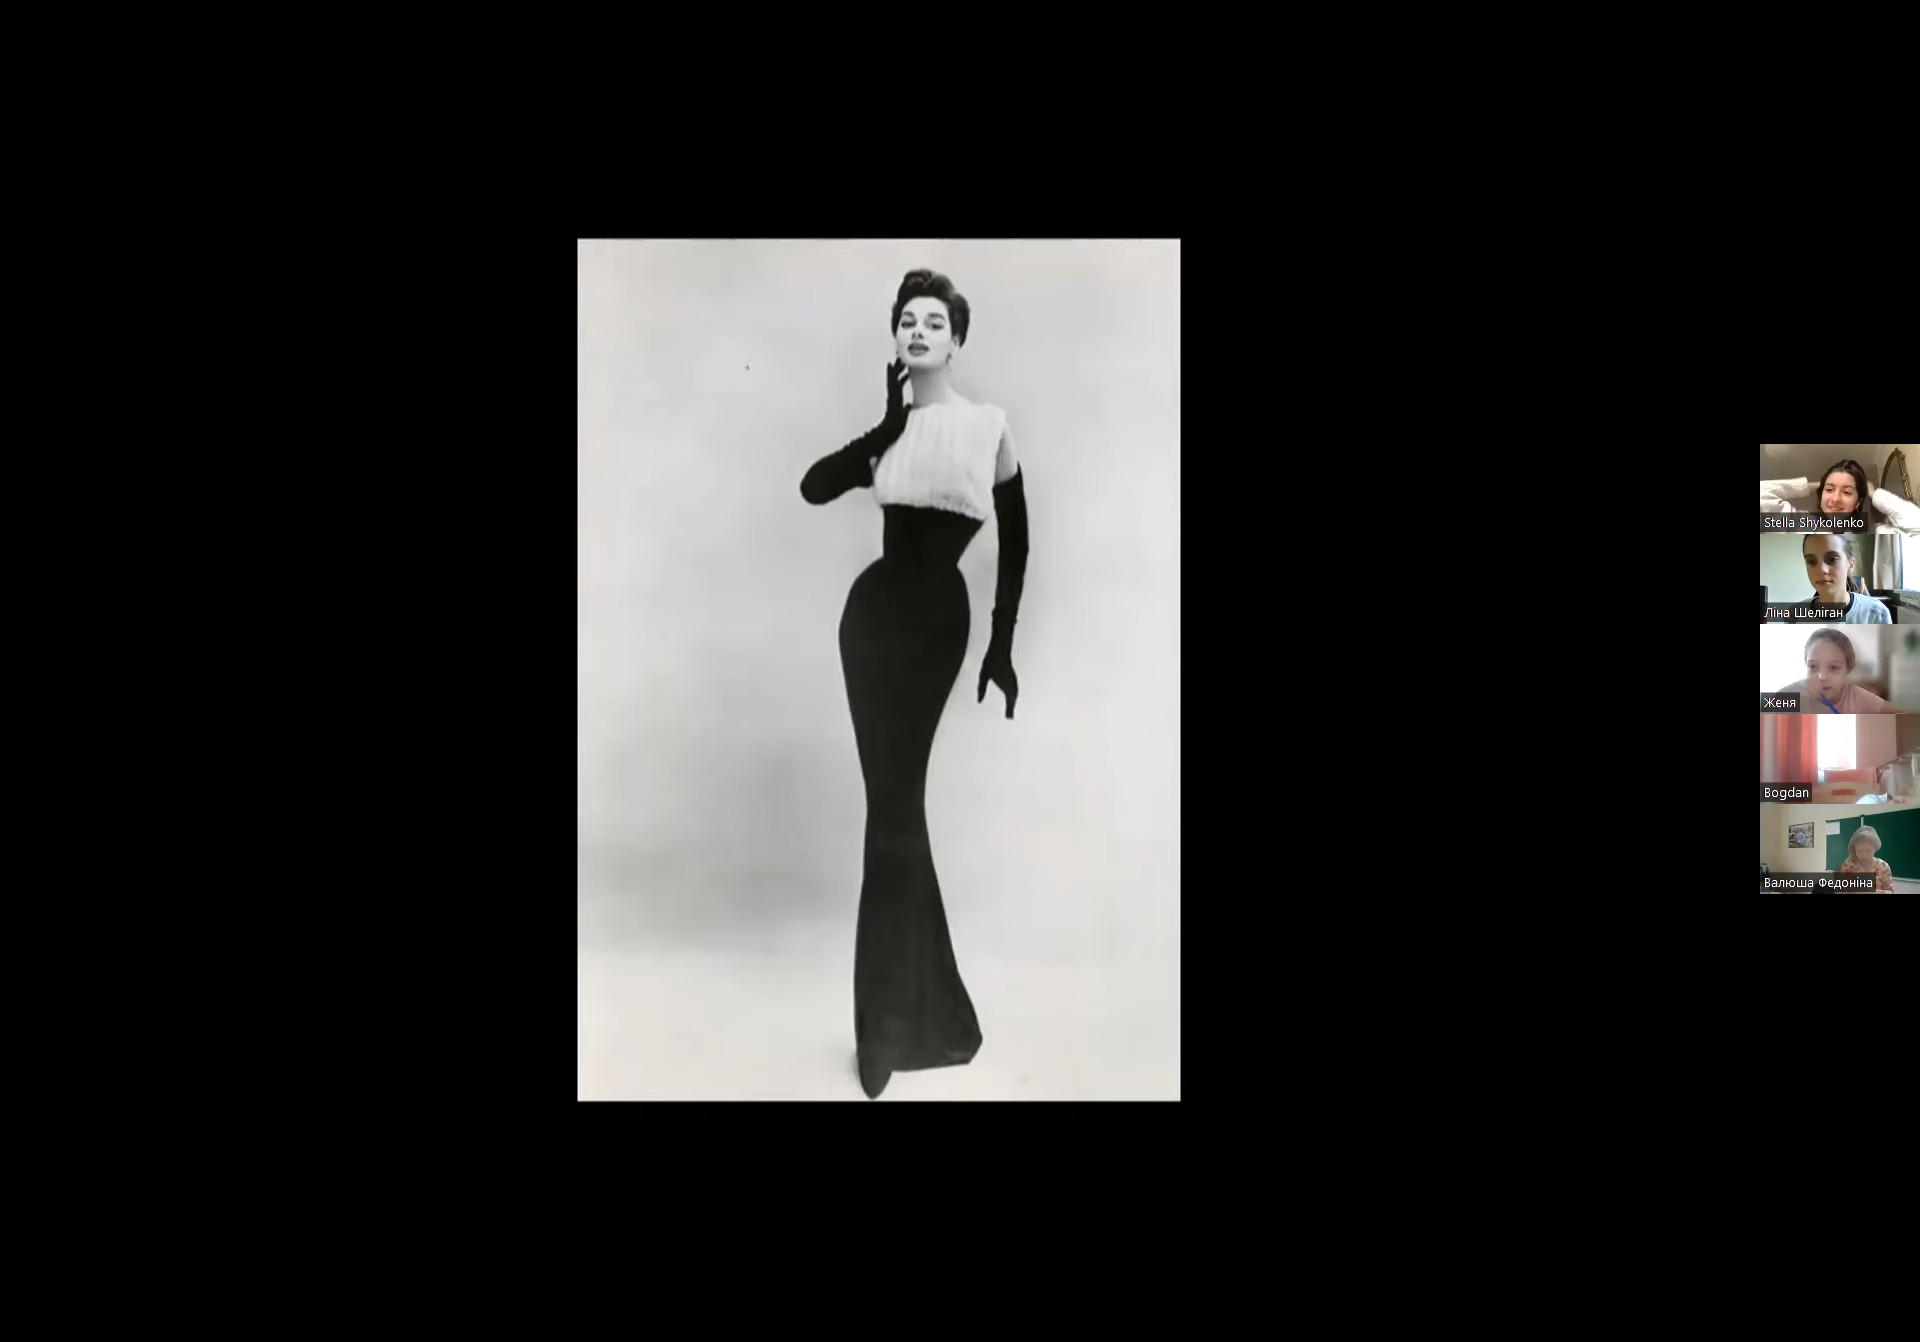 Stella Shykolenko
Ліна Шеліган
Женя
Bogdan
Валюша Федоніна